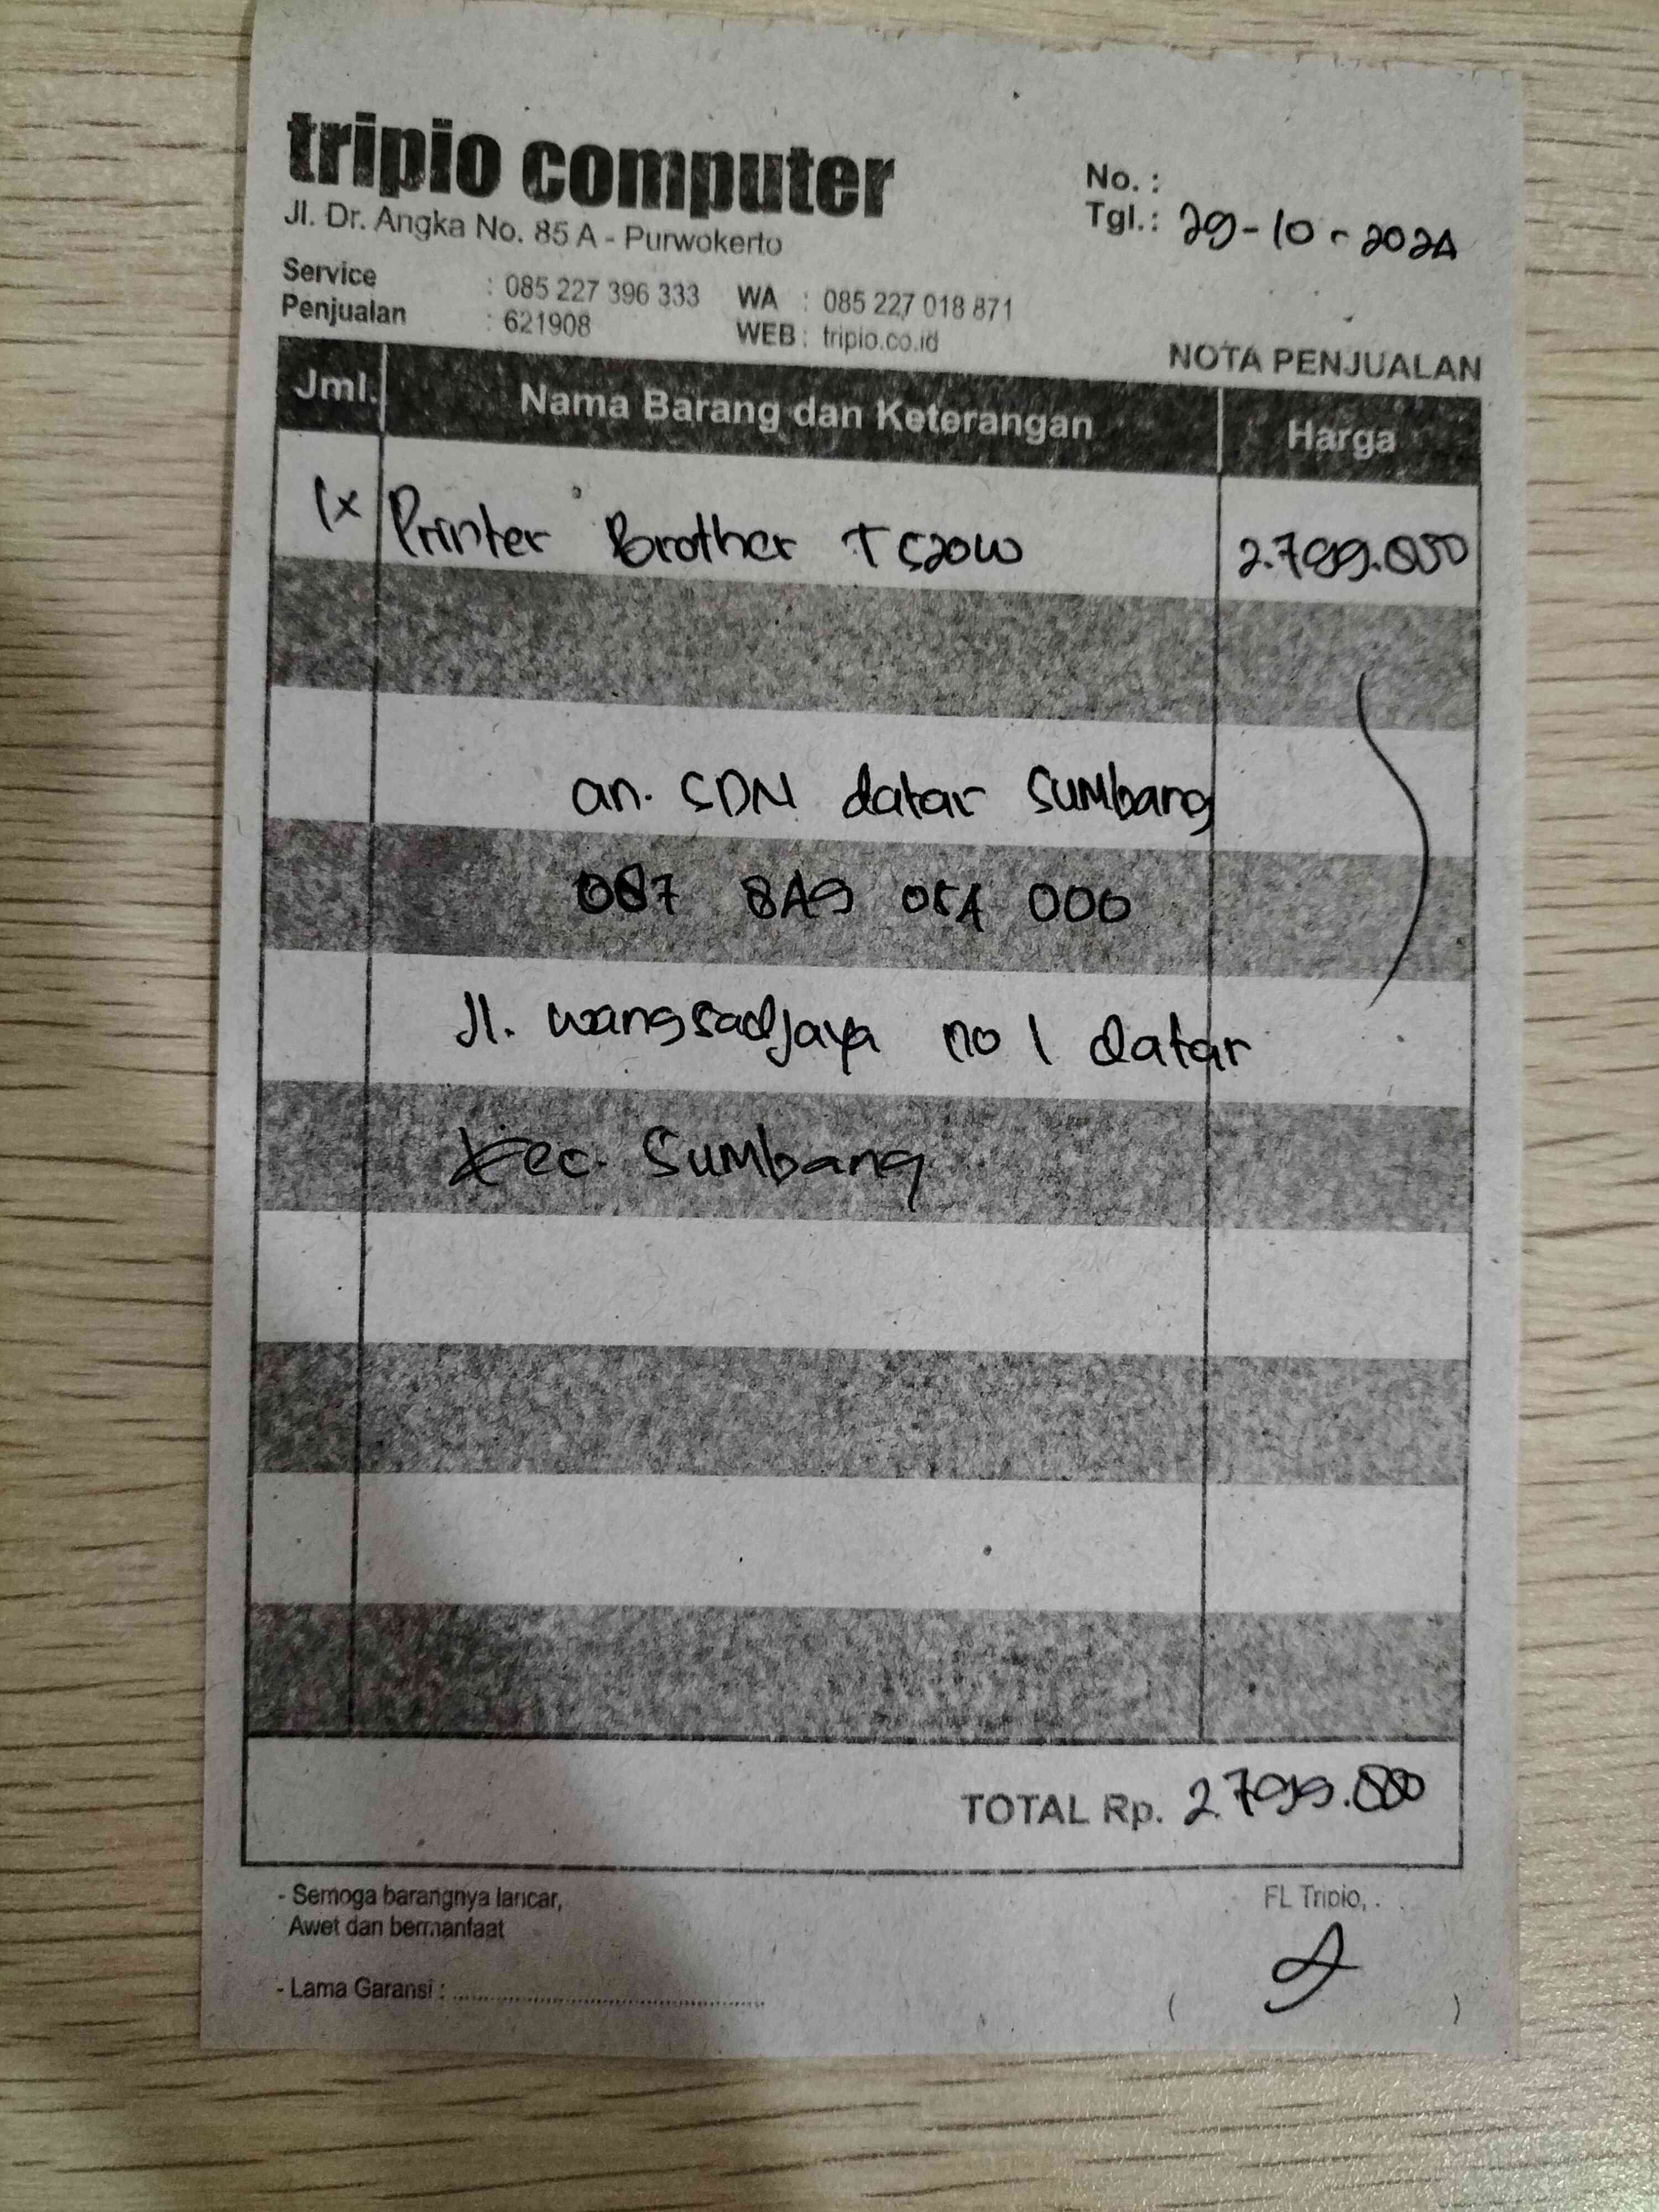 tripio computer
Jl. Dr. Angka No. 85 A - Purwokerto
No. :
Tgl. : 29-10-2024
Service : 085 227 396 333 WA : 085 227 018 871
Penjualan : 621908 WEB : tripio.co.id
NOTA PENJUALAN
Jml. Nama Barang dan Keterangan Harga
1x Printer Brother T520W 2.799.000
an. SDN datar Sumbang
087 849 054 000
Jl. wangsadjaya no 1 datar
Kec. Sumbang
TOTAL Rp. 2.799.000
- Semoga barangnya lancar,
Awet dan bermanfaat
FL Tripio,
- Lama Garansi : ....................
( )